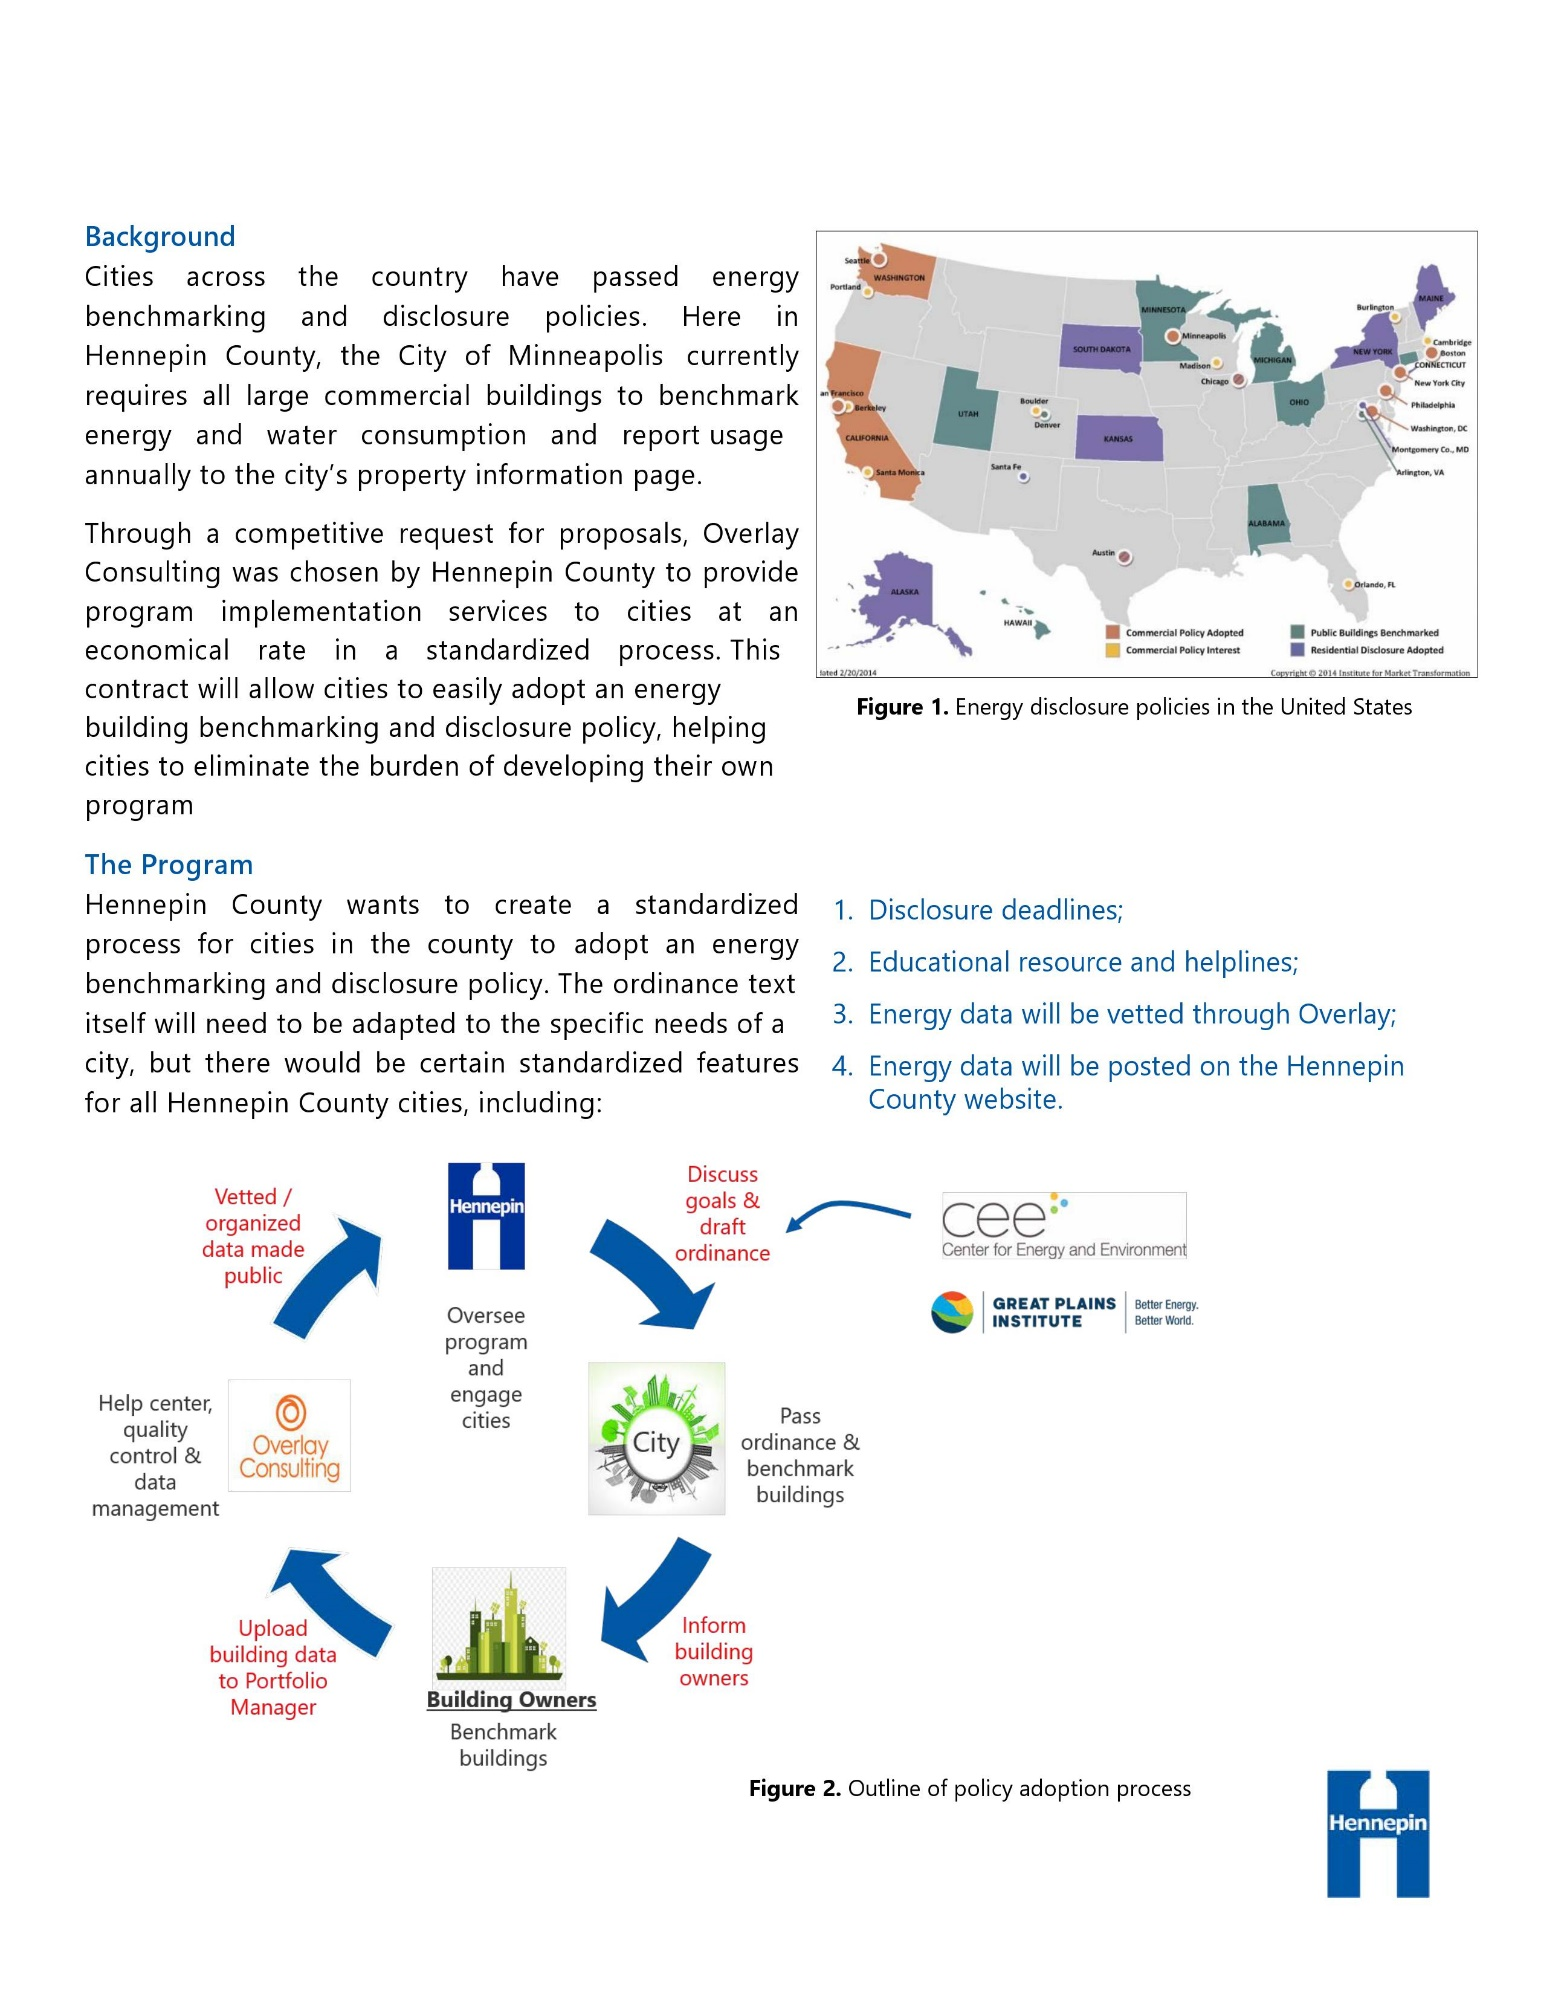 Background
Cities across the country have passed energy
benchmarking and disclosure policies. Here in
Hennepin County, the City of Minneapolis currently
requires all large commercial buildings to benchmark
energy and water consumption and report usage
annually to the city's property information page.
Through a competitive request for proposals, Overlay
Consulting was chosen by Hennepin County to provide
program implementation services to cities at an
economical rate in a standardized process. This
contract will allow cities to easily adopt an energy
building benchmarking and disclosure policy, helping
cities to eliminate the burden of developing their own
program
Seattle
WASHINGTON
Portland
MINNESOTA
Minneapolis
SOUTH DAKOTA
Madison
MICHIGAN
Chicago
Burlington
MAINE
NEW YORK
Cambridge
Boston
CONNECTICUT
New York City
Philadelphia
Washington, DC
Montgomery Co., MD
Arlington, VA
an Francisco
Berkeley
CALIFORNIA
Santa Monica
UTAH
Boulder
Denver
KANSAS
OHIO
Santa Fe
ALABAMA
Austin
Orlando, FL
ALASKA
HAWAII
Commercial Policy Adopted
Public Buildings Benchmarked
Commercial Policy Interest
Residential Disclosure Adopted
lated 2/20/2014
Copyright © 2014 Institute for Market Transformation
Figure 1. Energy disclosure policies in the United States
The Program
Hennepin County wants to create a standardized
process for cities in the county to adopt an energy
benchmarking and disclosure policy. The ordinance text
itself will need to be adapted to the specific needs of a
city, but there would be certain standardized features
for all Hennepin County cities, including:
1. Disclosure deadlines;
2. Educational resource and helplines;
3. Energy data will be vetted through Overlay;
4. Energy data will be posted on the Hennepin
County website.
Vetted /
organized
data made
public
Hennepin
Oversee
program
and
engage
cities
Discuss
goals &
draft
ordinance
cee
Center for Energy and Environment
GREAT PLAINS
INSTITUTE
Better Energy.
Better World.
Help center,
quality
control &
data
management
Overlay
Consulting
City
Pass
ordinance &
benchmark
buildings
Upload
building data
to Portfolio
Manager
Building Owners
Benchmark
buildings
Inform
building
owners
Figure 2. Outline of policy adoption process
Hennepin